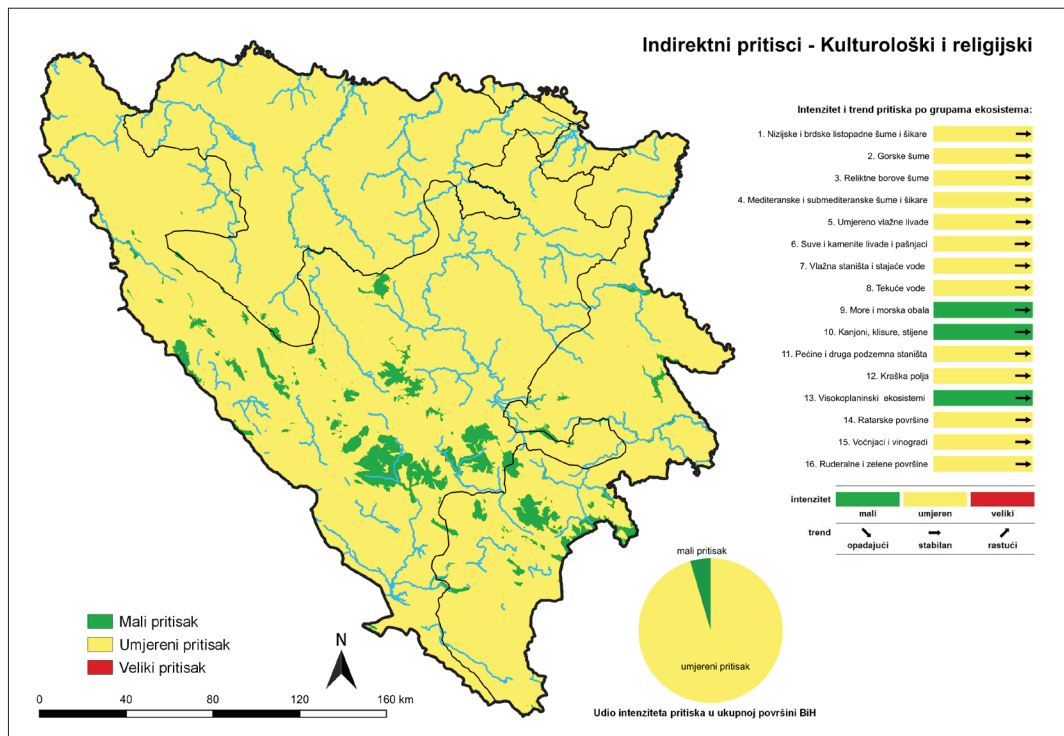 Indirektni pritisci - Kulturološki i religijski
Intenzitet i trend pritiska po grupama ekosistema:
1. Nizijske i brdske listopadne šume i šikare
2. Gorske šume
3. Reliktne borove šume
4. Mediteranske i submediteranske šume i šikare
5. Umjereno vlažne livade
6. Suve i kamenite livade i pašnjaci
7. Vlažna staništa i stajaće vode
8. Tekuće vode
9. More i morska obala
10. Kanjoni, klisure, stijene
11. Pećine i druga podzemna staništa
12. Kraška polja
13. Visokoplaninski ekosistemi
14. Ratarske površine
15. Voćnjaci i vinogradi
16. Ruderalne i zelene površine
intenzitet
mali umjeren veliki
trend
opadajući stabilan rastući
mali pritisak
umjereni pritisak
Udio intenziteta pritiska u ukupnoj površini BiH
Mali pritisak
Umjereni pritisak
Veliki pritisak
N
0 40 80 120 160 km